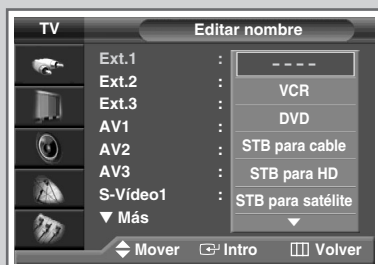 TV Editar nombre
Ext.1 : - - - -
Ext.2 : VCR
Ext.3 : DVD
AV1 :
AV2 : STB para cable
AV3 : STB para HD
S-Vídeo1 : STB para satélite
▼ Más ▼
Mover Intro Volver